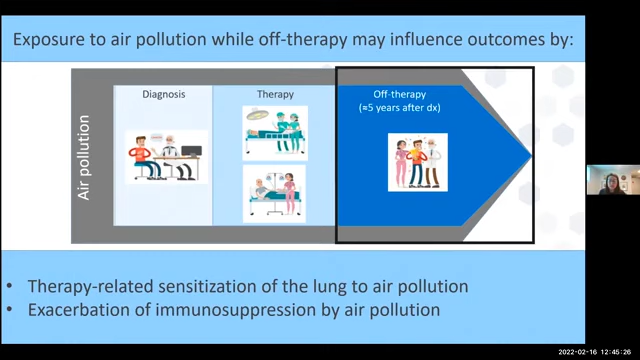 Exposure to air pollution while off-therapy may influence outcomes by:
Air pollution
Diagnosis
Therapy
Off-therapy
(≈5 years after dx)
• Therapy-related sensitization of the lung to air pollution
• Exacerbation of immunosuppression by air pollution
2022-02-16 12:45:26